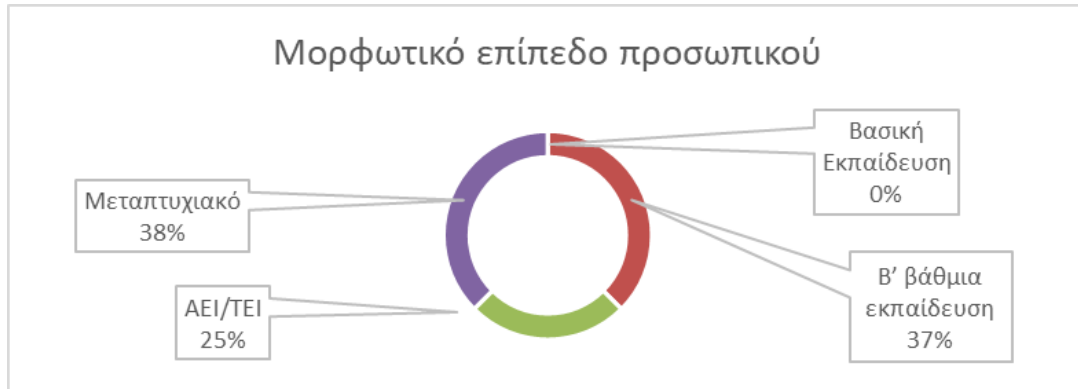 Μορφωτικό επίπεδο προσωπικού
Βασική
Εκπαίδευση
0%
Μεταπτυχιακό
38%
Β’ βάθμια
εκπαίδευση
37%
ΑΕΙ/ΤΕΙ
25%